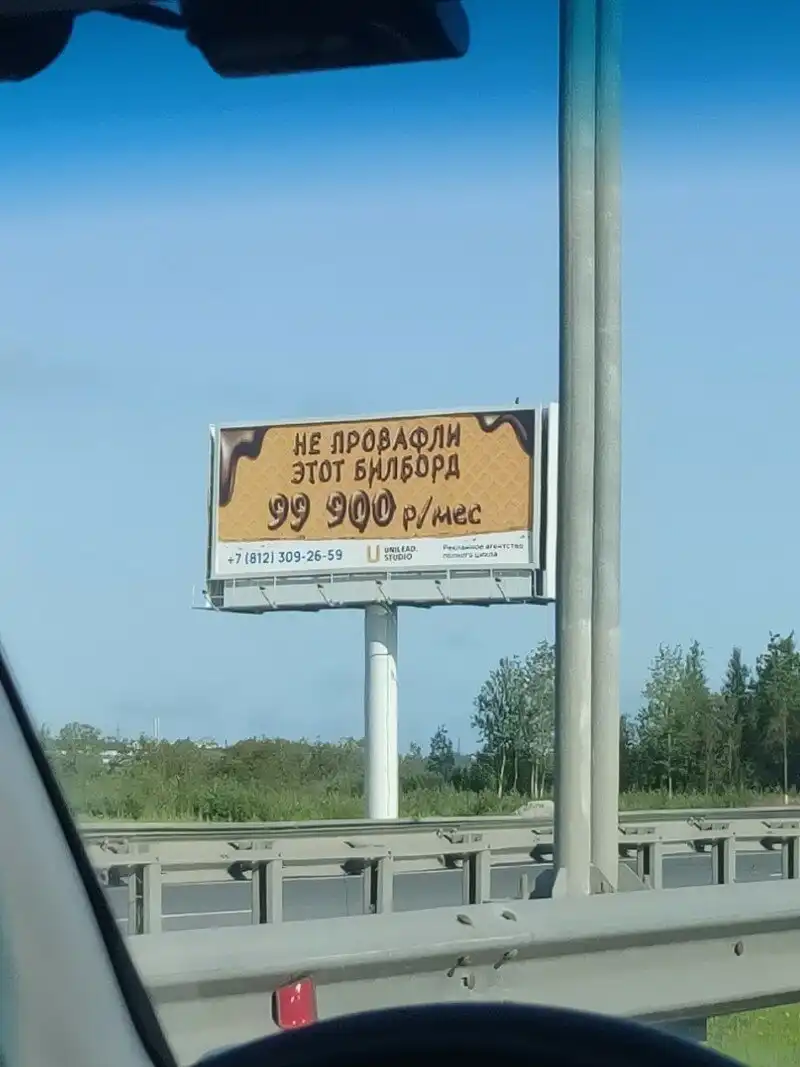 НЕ ПРОВАФЛИ
ЭТОТ БИЛБОРД
99 900 р/мес
+7 (812) 309-26-59
UNILEAD.
STUDIO
Рекламное агентство
полного цикла